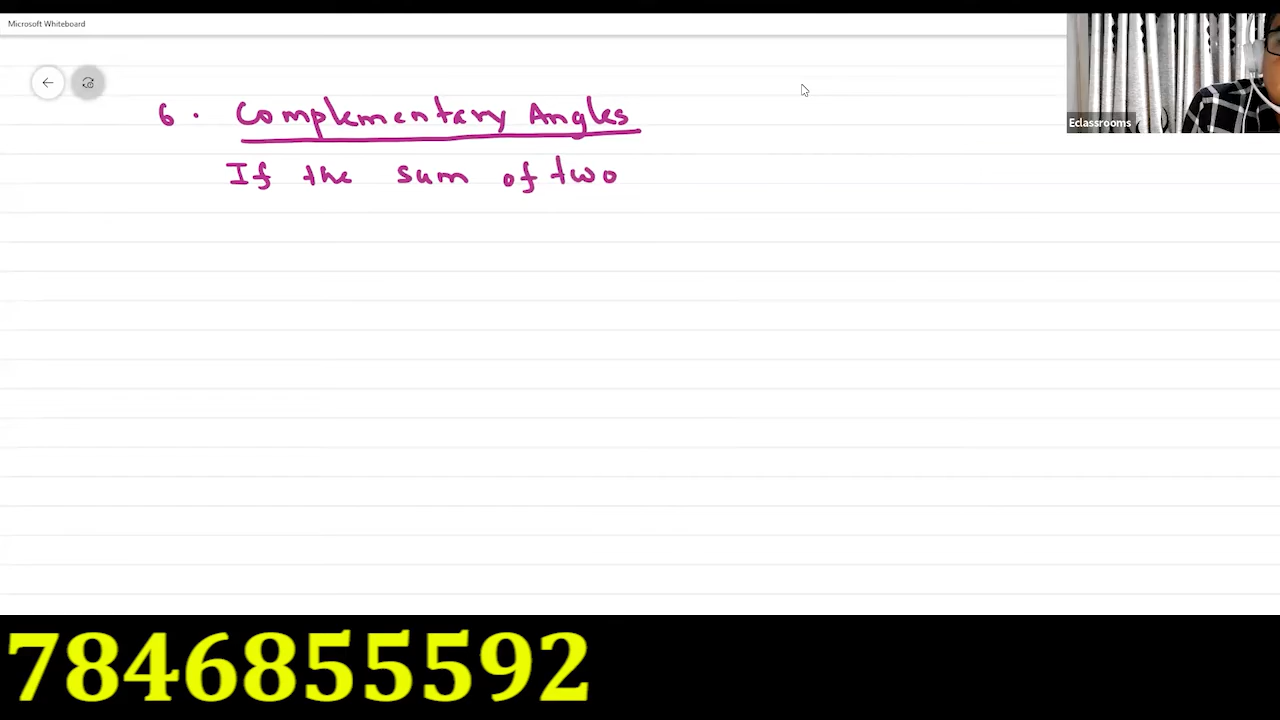 Microsoft Whiteboard
Eclassrooms
6. Complementary Angles
If the sum of two
7846855592